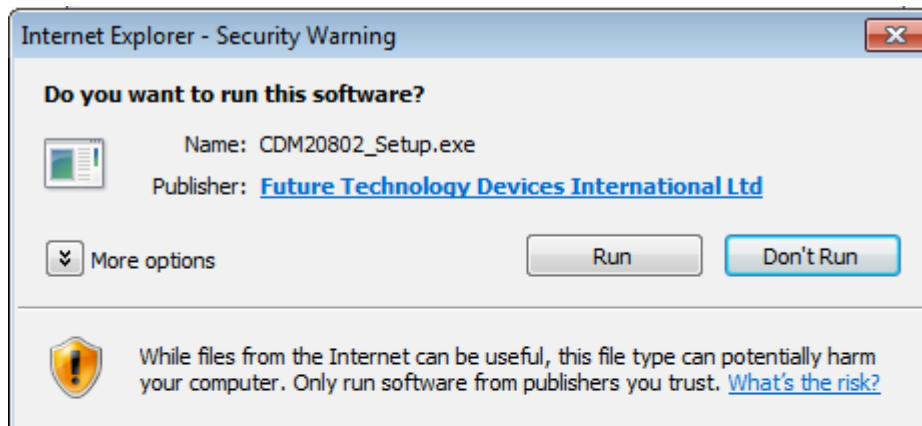 Internet Explorer - Security Warning
Do you want to run this software?
Name: CDM20802_Setup.exe
Publisher: Future Technology Devices International Ltd
More options
Run
Don't Run
While files from the Internet can be useful, this file type can potentially harm
your computer. Only run software from publishers you trust. What's the risk?